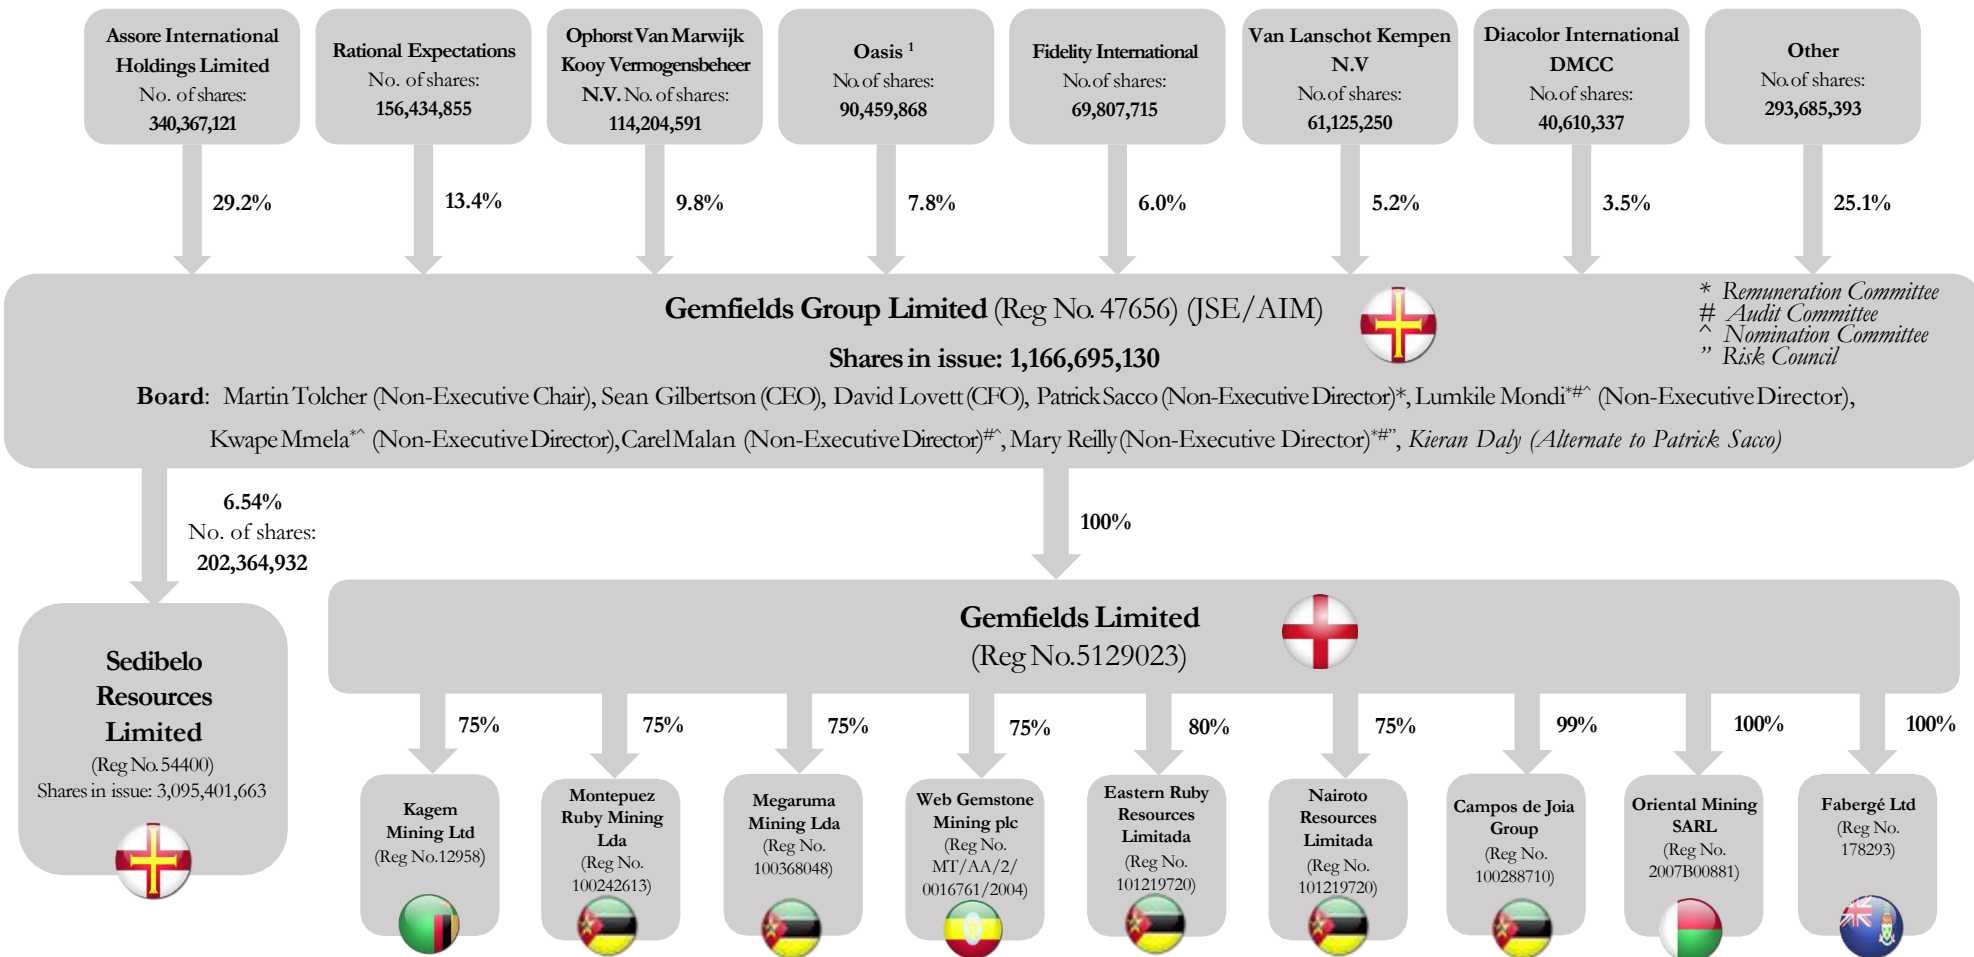 Assore International
Holdings Limited
No. of shares:
340,367,121
Rational Expectations
No. of shares:
156,434,855
Ophorst Van Marwijk
Kooy Vermogensbeheer
N.V. No. of shares:
114,204,591
Oasis 1
No. of shares:
90,459,868
Fidelity International
No. of shares:
69,807,715
Van Lanschot Kempen
N.V
No. of shares:
61,125,250
Diacolor International
DMCC
No. of shares:
40,610,337
Other
No. of shares:
293,685,393
29.2%
13.4%
9.8%
7.8%
6.0%
5.2%
3.5%
25.1%
Gemfields Group Limited (Reg No. 47656) (JSE/AIM)
Shares in issue: 1,166,695,130
* Remuneration Committee
# Audit Committee
^ Nomination Committee
” Risk Council
Board: Martin Tolcher (Non-Executive Chair), Sean Gilbertson (CEO), David Lovett (CFO), Patrick Sacco (Non-Executive Director)*, Lumkile Mondi*#^ (Non-Executive Director),
Kwape Mmela*^ (Non-Executive Director), Carel Malan (Non-Executive Director)#^, Mary Reilly (Non-Executive Director)*#”, Kieran Daly (Alternate to Patrick Sacco)
6.54%
No. of shares:
202,364,932
100%
Sedibelo
Resources
Limited
(Reg No. 54400)
Shares in issue: 3,095,401,663
Gemfields Limited
(Reg No.5129023)
75%
75%
75%
75%
80%
75%
99%
100%
100%
Kagem
Mining Ltd
(Reg No.12958)
Montepuez
Ruby Mining
Lda
(Reg No.
100242613)
Megaruma
Mining Lda
(Reg No.
100368048)
Web Gemstone
Mining plc
(Reg No.
MT/AA/2/
0016761/2004)
Eastern Ruby
Resources
Limitada
(Reg No.
101219720)
Nairoto
Resources
Limitada
(Reg No.
101219720)
Campos de Joia
Group
(Reg No.
100288710)
Oriental Mining
SARL
(Reg No.
2007B00881)
Fabergé Ltd
(Reg No.
178293)